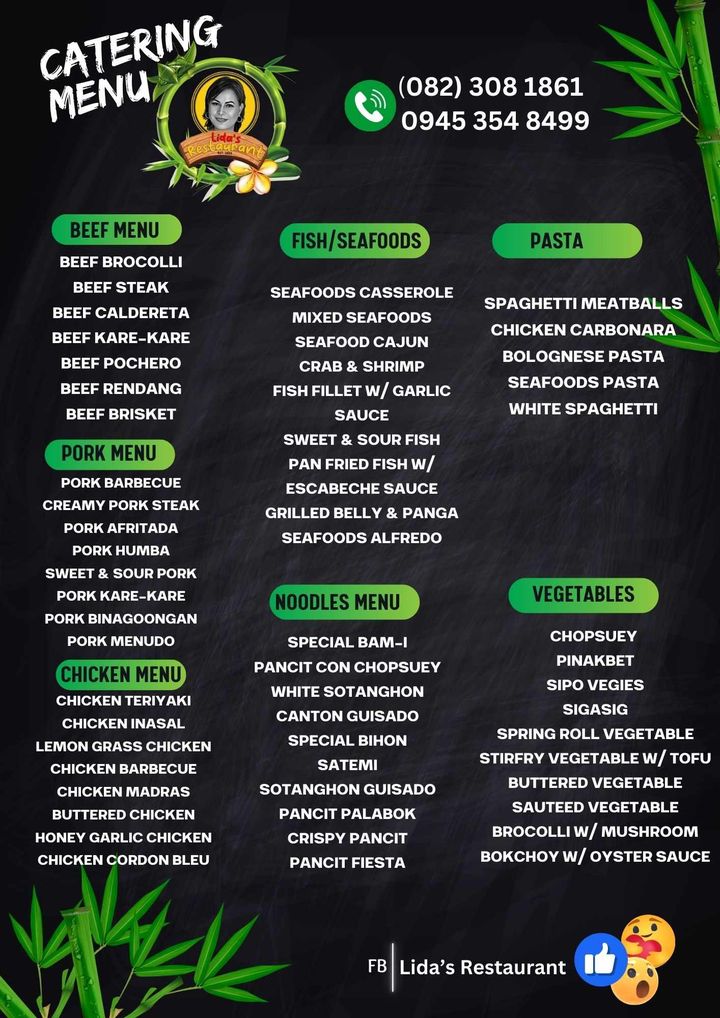 CATERING
MENU
Lida's
Restaurant
(082) 308 1861
0945 354 8499
BEEF MENU
BEEF BROCOLLI
BEEF STEAK
BEEF CALDERETA
BEEF KARE-KARE
BEEF POCHERO
BEEF RENDANG
BEEF BRISKET
PORK MENU
PORK BARBECUE
CREAMY PORK STEAK
PORK AFRITADA
PORK HUMBA
SWEET & SOUR PORK
PORK KARE-KARE
PORK BINAGOONGAN
PORK MENUDO
CHICKEN MENU
CHICKEN TERIYAKI
CHICKEN INASAL
LEMON GRASS CHICKEN
CHICKEN BARBECUE
CHICKEN MADRAS
BUTTERED CHICKEN
HONEY GARLIC CHICKEN
CHICKEN CORDON BLEU
FISH/SEAFOODS
SEAFOODS CASSEROLE
MIXED SEAFOODS
SEAFOOD CAJUN
CRAB & SHRIMP
FISH FILLET W/ GARLIC
SAUCE
SWEET & SOUR FISH
PAN FRIED FISH W/
ESCABECHE SAUCE
GRILLED BELLY & PANGA
SEAFOODS ALFREDO
NOODLES MENU
SPECIAL BAM-I
PANCIT CON CHOPSUEY
WHITE SOTANGHON
CANTON GUISADO
SPECIAL BIHON
SATEMI
SOTANGHON GUISADO
PANCIT PALABOK
CRISPY PANCIT
PANCIT FIESTA
PASTA
SPAGHETTI MEATBALLS
CHICKEN CARBONARA
BOLOGNESE PASTA
SEAFOODS PASTA
WHITE SPAGHETTI
VEGETABLES
CHOPSUEY
PINAKBET
SIPO VEGIES
SIGASIG
SPRING ROLL VEGETABLE
STIRFRY VEGETABLE W/ TOFU
BUTTERED VEGETABLE
SAUTEED VEGETABLE
BROCOLLI W/ MUSHROOM
BOKCHOY W/ OYSTER SAUCE
FB Lida's Restaurant